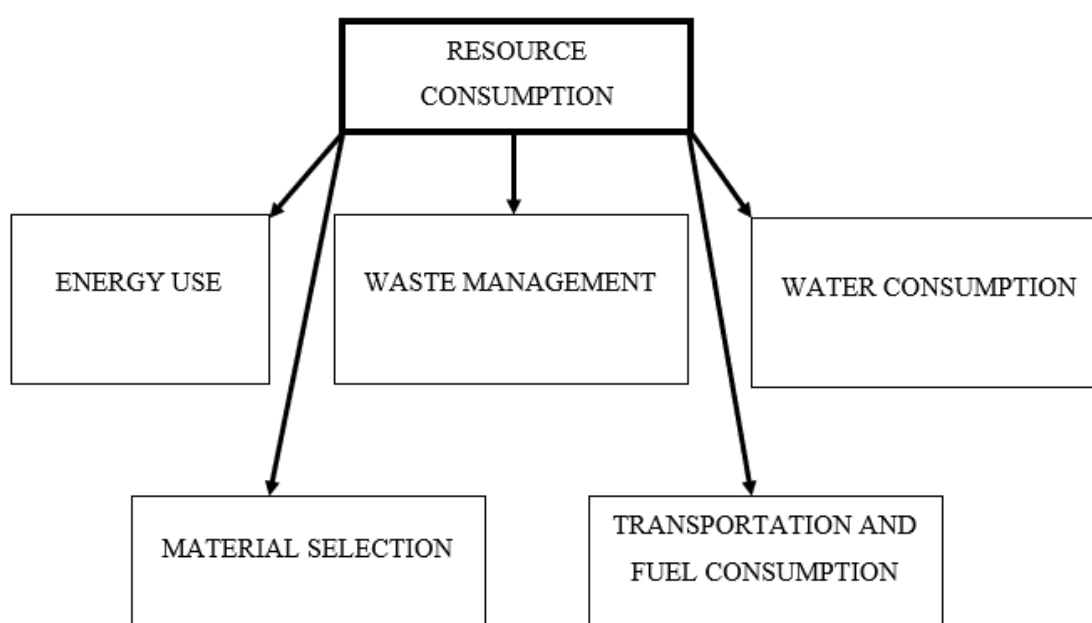 RESOURCE
CONSUMPTION
ENERGY USE
WASTE MANAGEMENT
WATER CONSUMPTION
MATERIAL SELECTION
TRANSPORTATION AND
FUEL CONSUMPTION